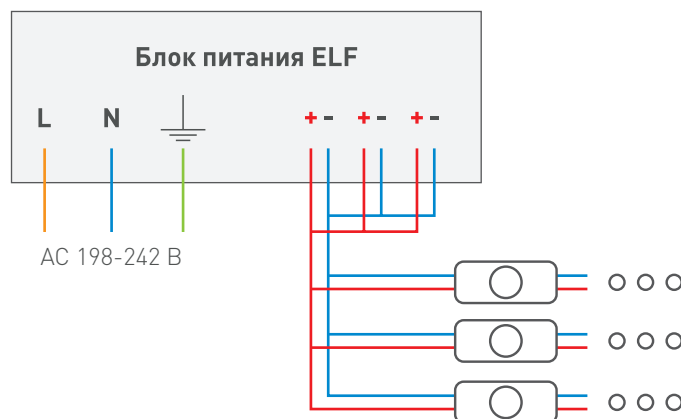 Блок питания ELF
L N + - + - + -
AC 198-242 В